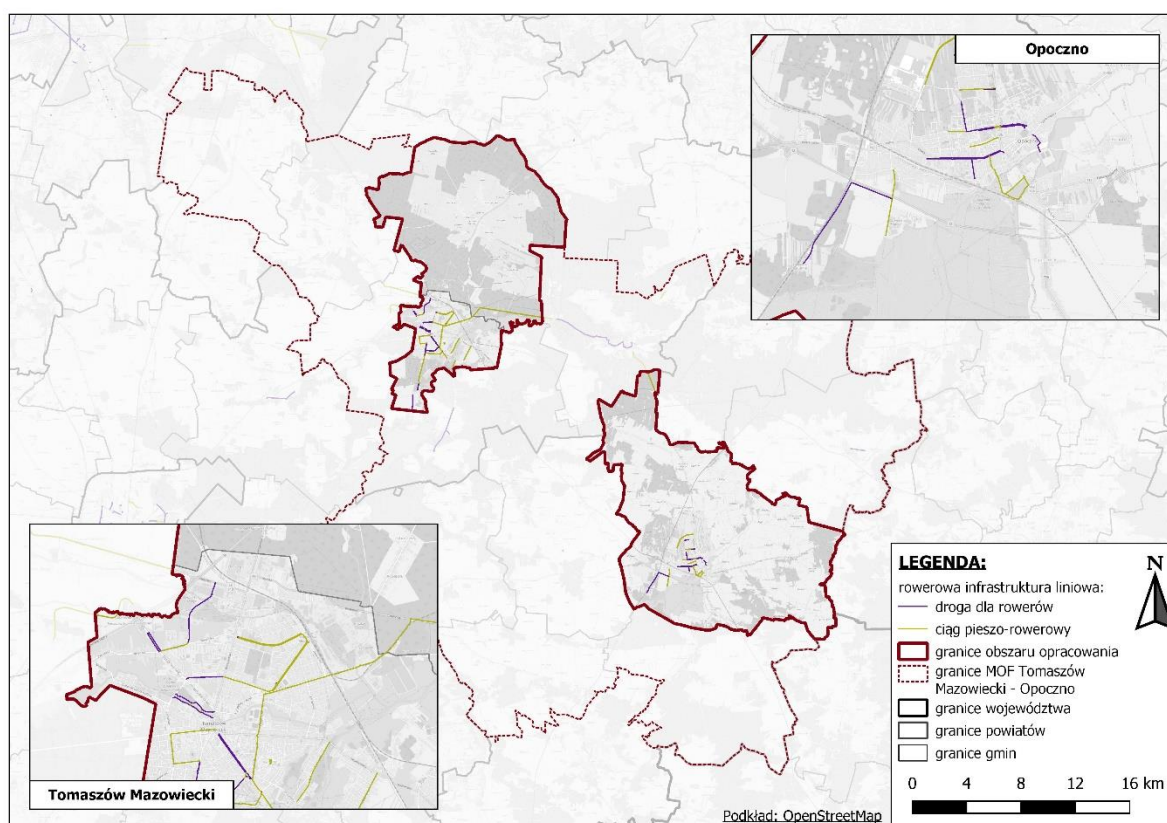 Opoczno
Tomaszów Mazowiecki
LEGENDA:
rowerowa infrastruktura liniowa:
droga dla rowerów
ciąg pieszo-rowerowy
granice obszaru opracowania
granice MOF Tomaszów
Mazowiecki - Opoczno
granice województwa
granice powiatów
granice gmin
N
0 4 8 12 16 km
Podkład: OpenStreetMap